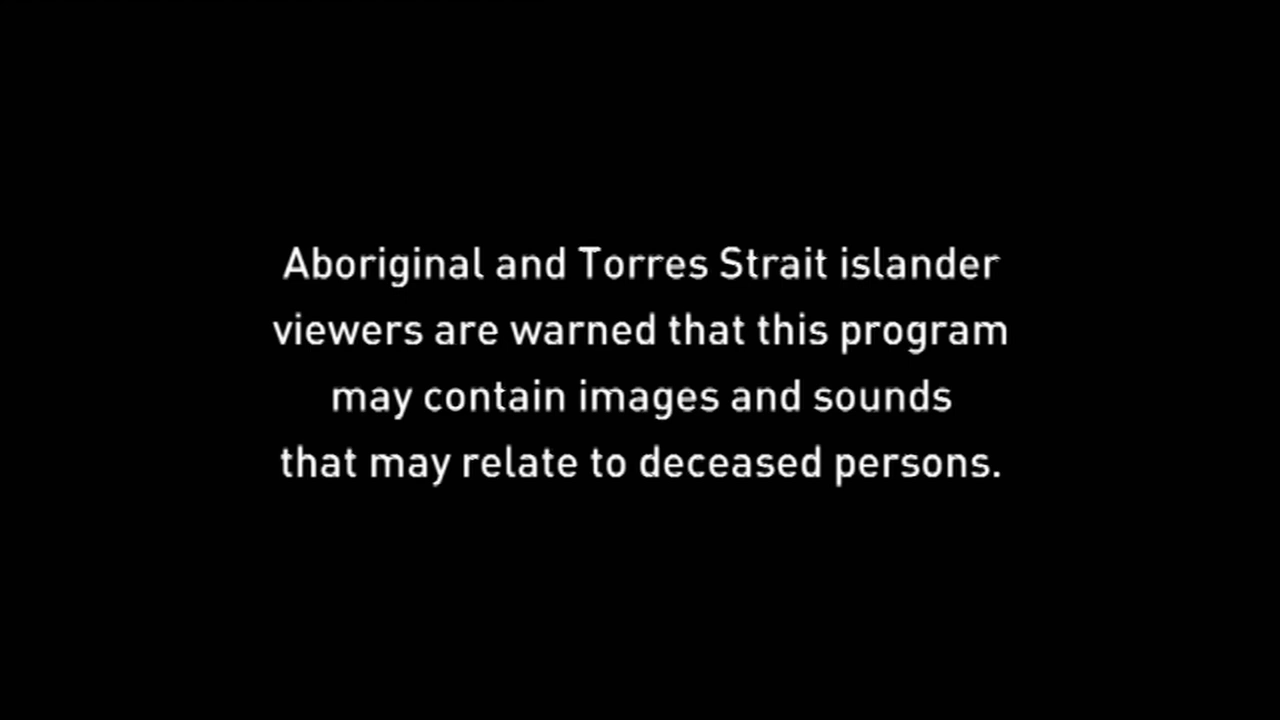 Aboriginal and Torres Strait islander
viewers are warned that this program
may contain images and sounds
that may relate to deceased persons.